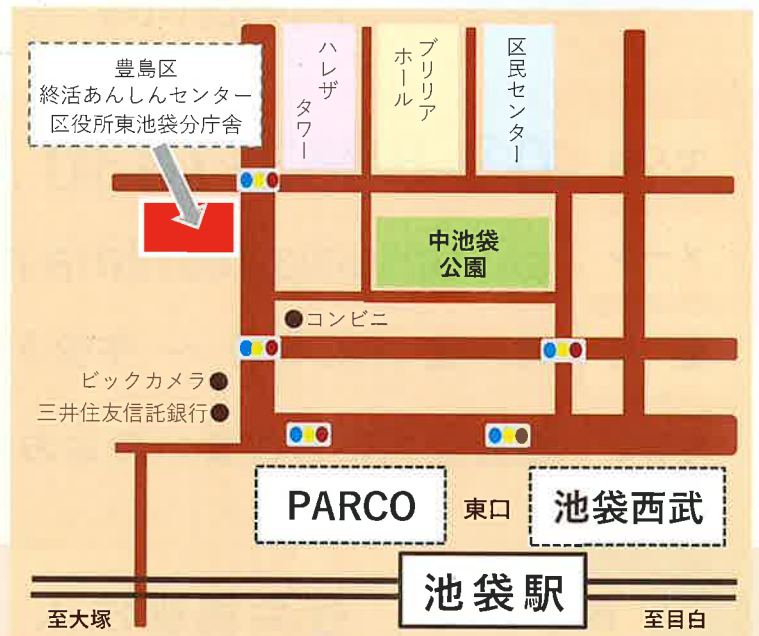 豊島区
終活あんしんセンター
区役所東池袋分庁舎
ハレザ
タワー
ブリリア
ホール
区民センター
中池袋
公園
コンビニ
ビックカメラ
三井住友信託銀行
PARCO
東口
池袋西武
池袋駅
至大塚
至目白